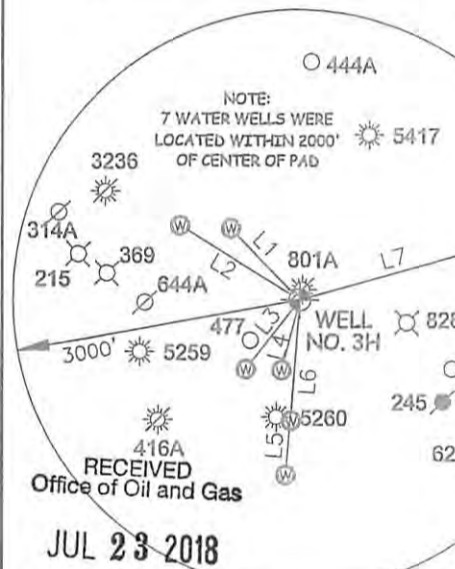 444A
NOTE:
7 WATER WELLS WERE
LOCATED WITHIN 2000'
OF CENTER OF PAD
5417
3236
314A
215
369
L2
L1
801A
L7
644A
477
L3
WELL
NO. 3H
828
3000'
5259
L4
L6
245
416A
L5
5260
62
W
W
W
W
W
W
RECEIVED
Office of Oil and Gas
JUL 23 2018